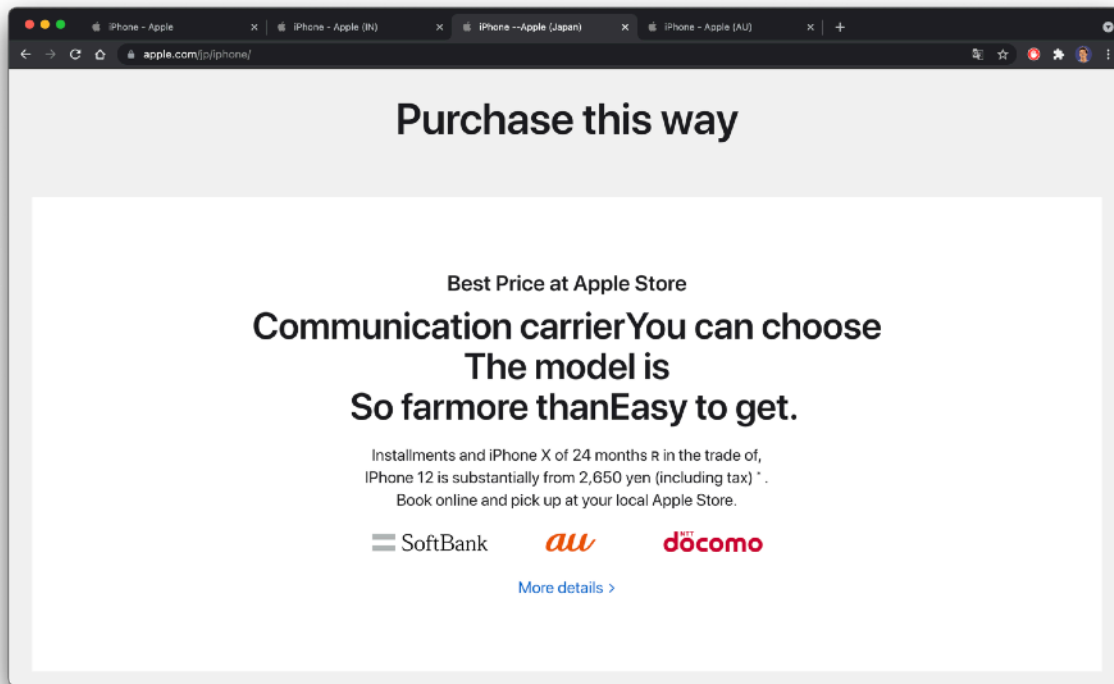 iPhone - Apple
iPhone - Apple (IN)
iPhone --Apple (Japan)
iPhone - Apple (AU)
apple.com/jp/iphone/
Purchase this way
Best Price at Apple Store
Communication carrierYou can choose
The model is
So farmore thanEasy to get.
Installments and iPhone X of 24 months R in the trade of,
IPhone 12 is substantially from 2,650 yen (including tax) * .
Book online and pick up at your local Apple Store.
SoftBank
au
NTT
döcomo
More details >